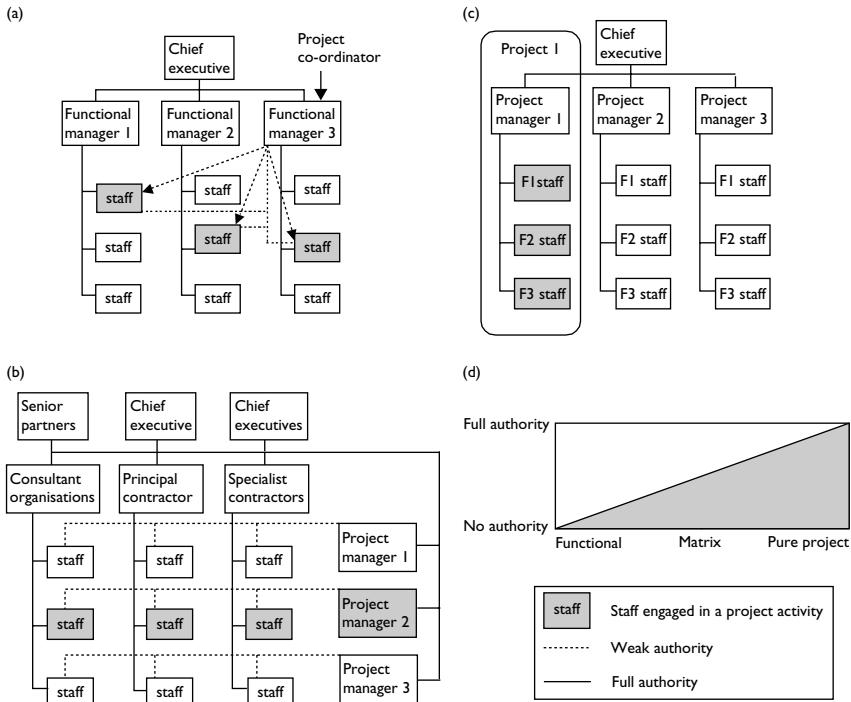 (a)
Chief
executive
Project
co-ordinator
Functional
manager 1
Functional
manager 2
Functional
manager 3
staff
staff
staff
staff
staff
staff
staff
staff
staff
(c)
Project 1
Chief
executive
Project
manager 1
Project
manager 2
Project
manager 3
F1staff
F1 staff
F1 staff
F2 staff
F2 staff
F2 staff
F3 staff
F3 staff
F3 staff
(b)
Senior
partners
Chief
executive
Chief
executives
Consultant
organisations
Principal
contractor
Specialist
contractors
staff
staff
staff
Project
manager 1
staff
staff
staff
Project
manager 2
staff
staff
staff
Project
manager 3
(d)
Full authority
No authority
Functional
Matrix
Pure project
staff
Staff engaged in a project activity
Weak authority
Full authority